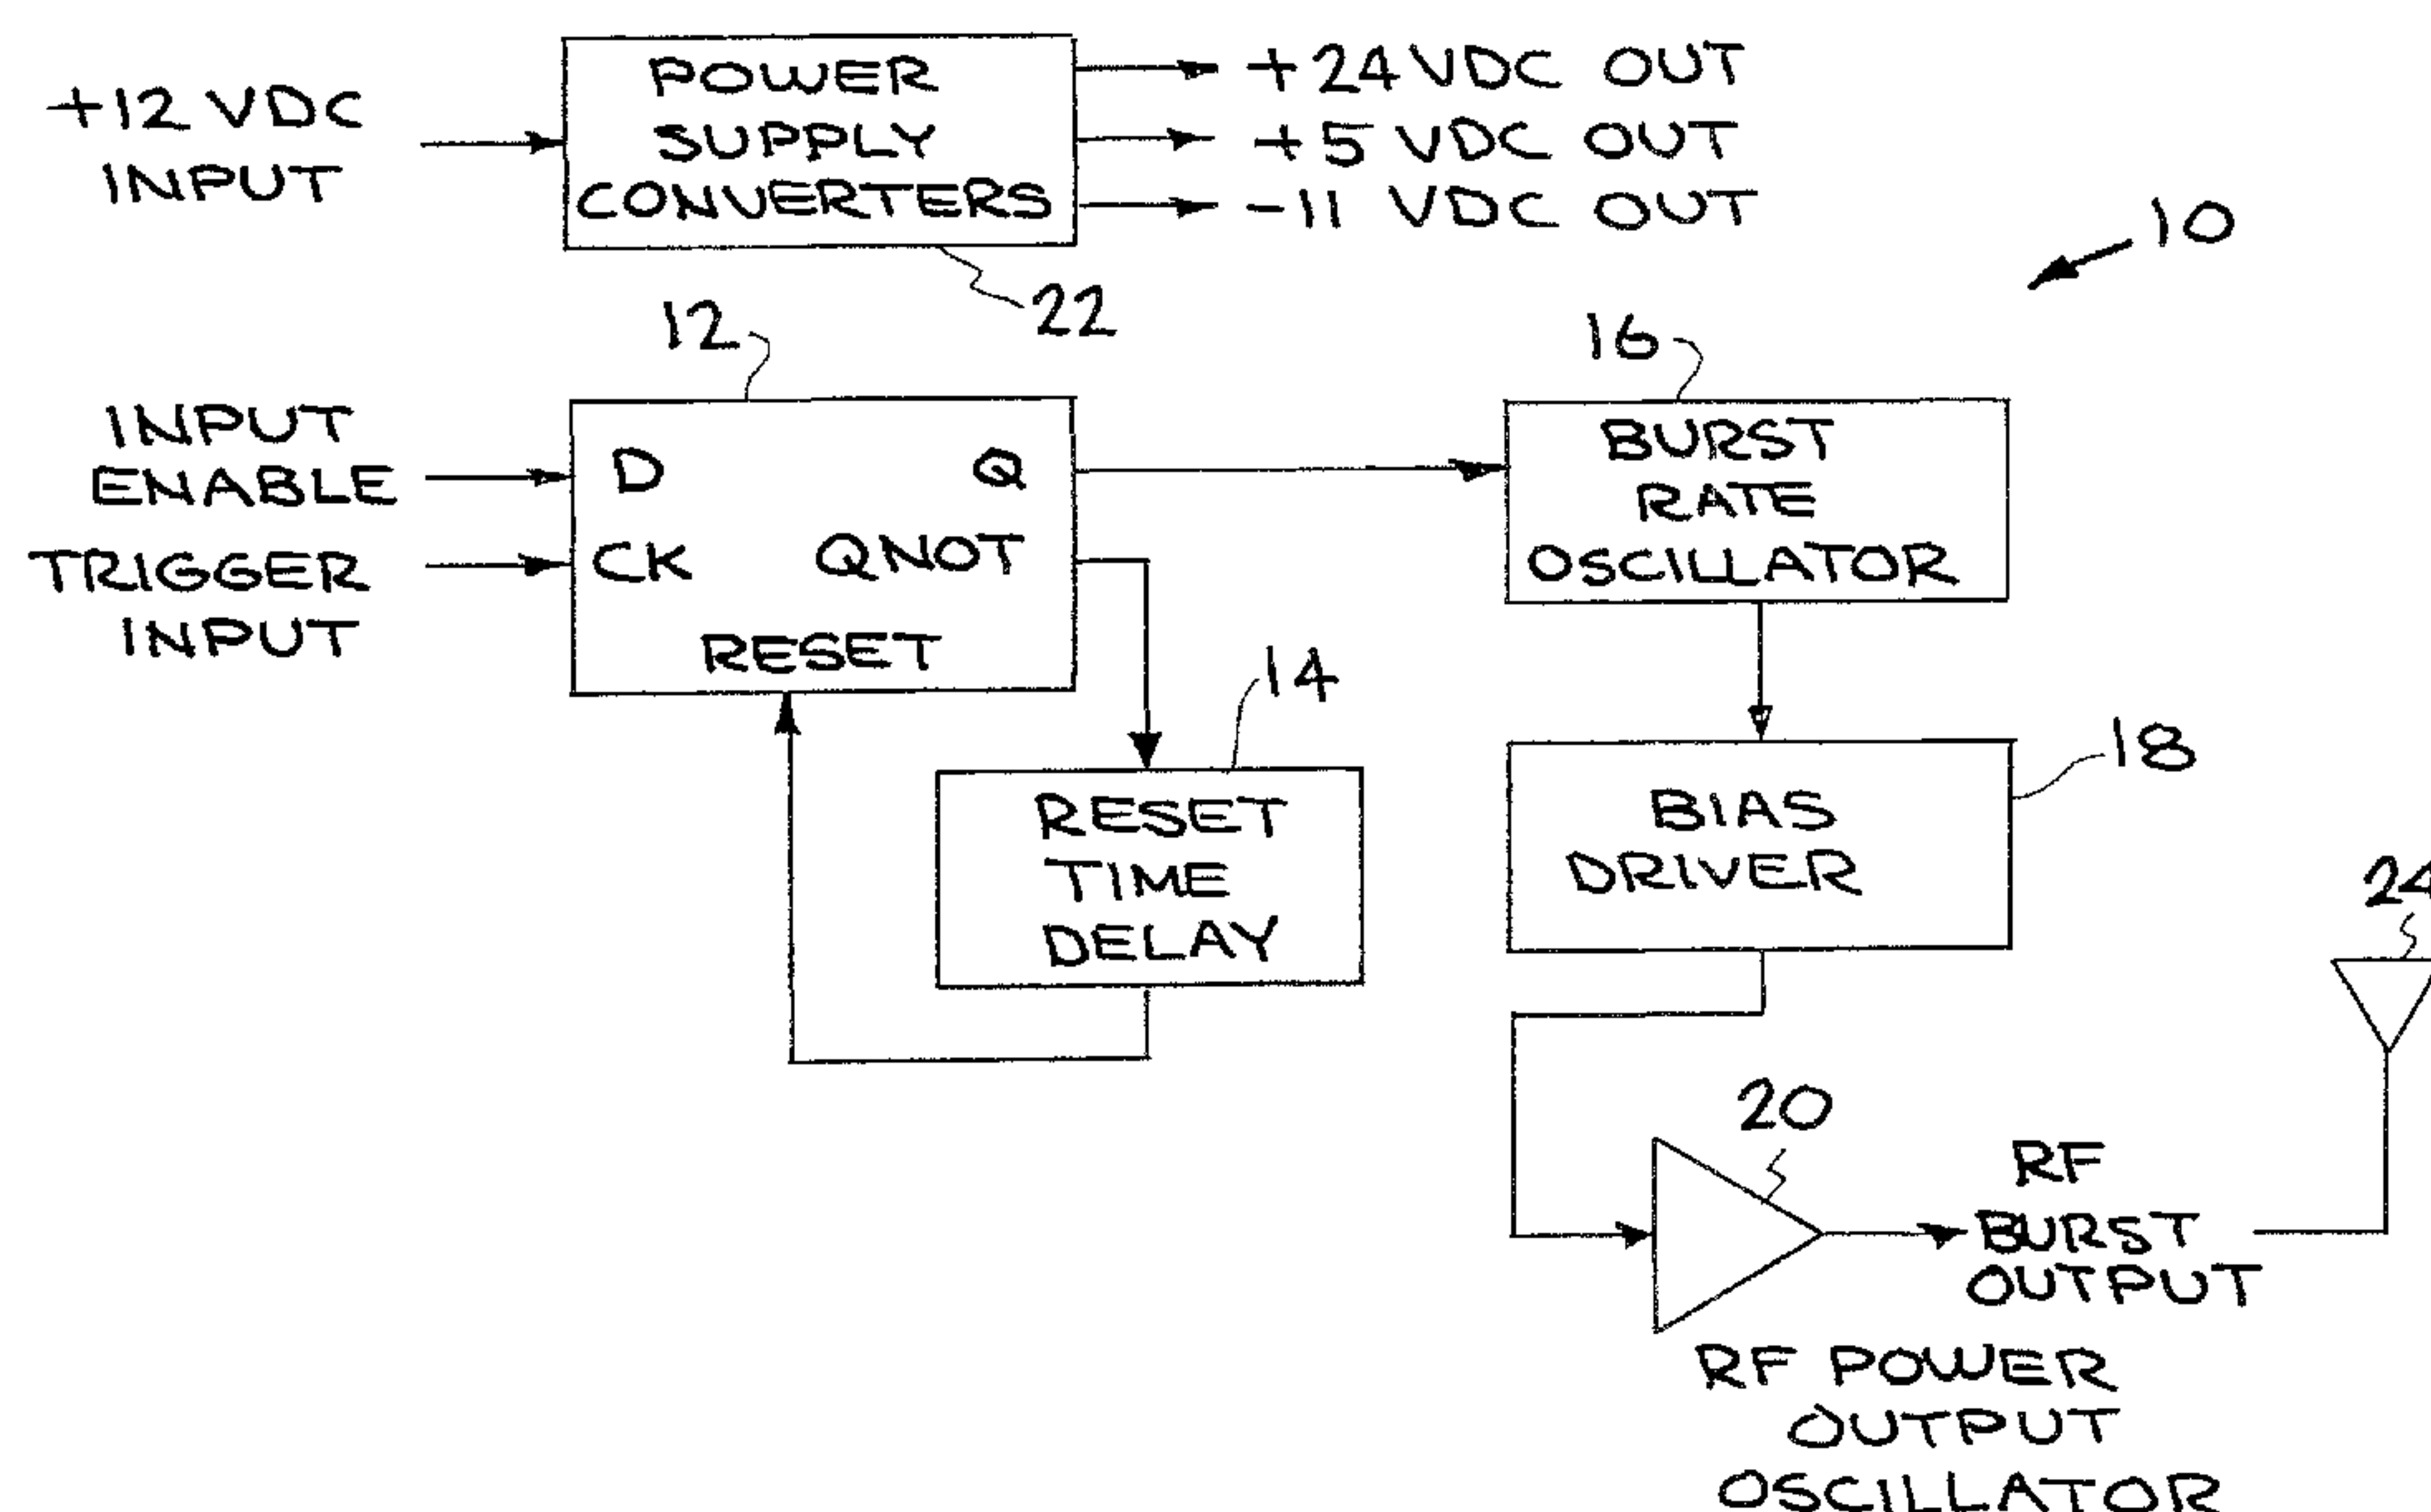 +12 VDC
INPUT
POWER
SUPPLY
CONVERTERS
+24 VDC OUT
+5 VDC OUT
-11 VDC OUT
10
22
12
16
INPUT
ENABLE
TRIGGER
INPUT
D
Q
CK
QNOT
RESET
BURST
RATE
OSCILLATOR
14
RESET
TIME
DELAY
18
BIAS
DRIVER
24
20
RF
BURST
OUTPUT
RF POWER
OUTPUT
OSCILLATOR